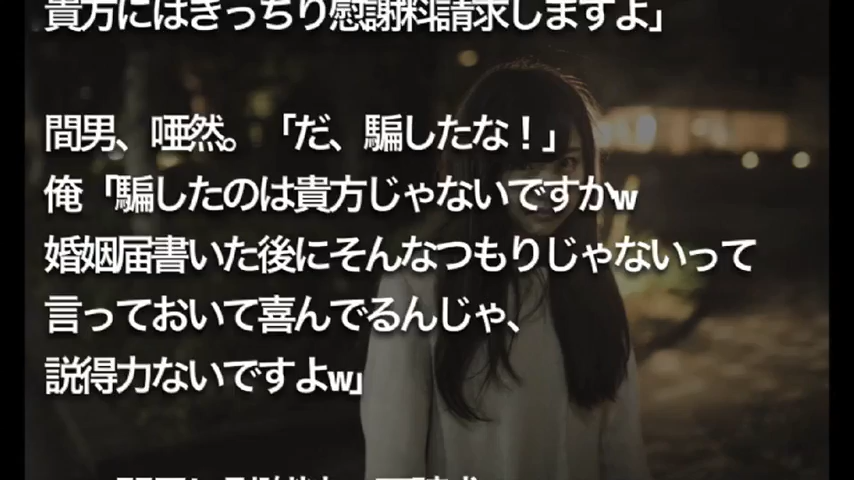 貴方にはきっちり慰謝料請求しますよ」
間男、唖然。「だ、騙したな！」
俺「騙したのは貴方じゃないですかw
婚姻届書いた後にそんなつもりじゃないって
言っておいて喜んでるんじゃ、
説得力ないですよw」